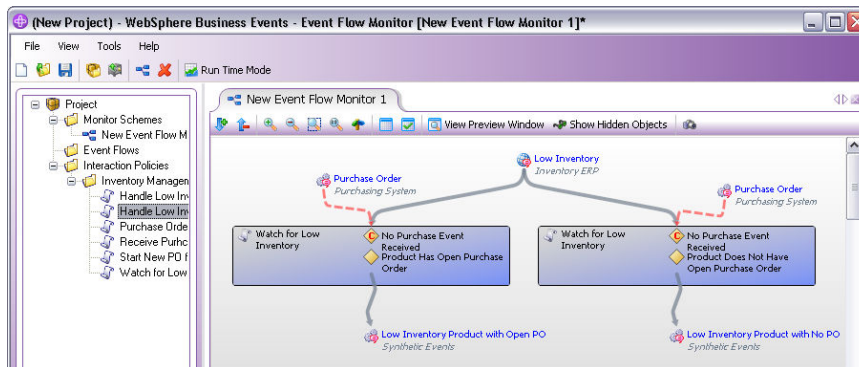 (New Project) - WebSphere Business Events - Event Flow Monitor [New Event Flow Monitor 1]*
File View Tools Help
Run Time Mode
Project
Monitor Schemes
New Event Flow M
Event Flows
Interaction Policies
Inventory Managen
Handle Low Inv
Handle Low Inv
Purchase Orde
Receive Purhc
Start New PO f
Watch for Low
New Event Flow Monitor 1
View Preview Window Show Hidden Objects
Low Inventory
Inventory ERP
Purchase Order
Purchasing System
Purchase Order
Purchasing System
Watch for Low
Inventory
C No Purchase Event
Received
Product Has Open Purchase
Order
Watch for Low
Inventory
C No Purchase Event
Received
Product Does Not Have
Open Purchase Order
Low Inventory Product with Open PO
Synthetic Events
Low Inventory Product with No PO
Synthetic Events